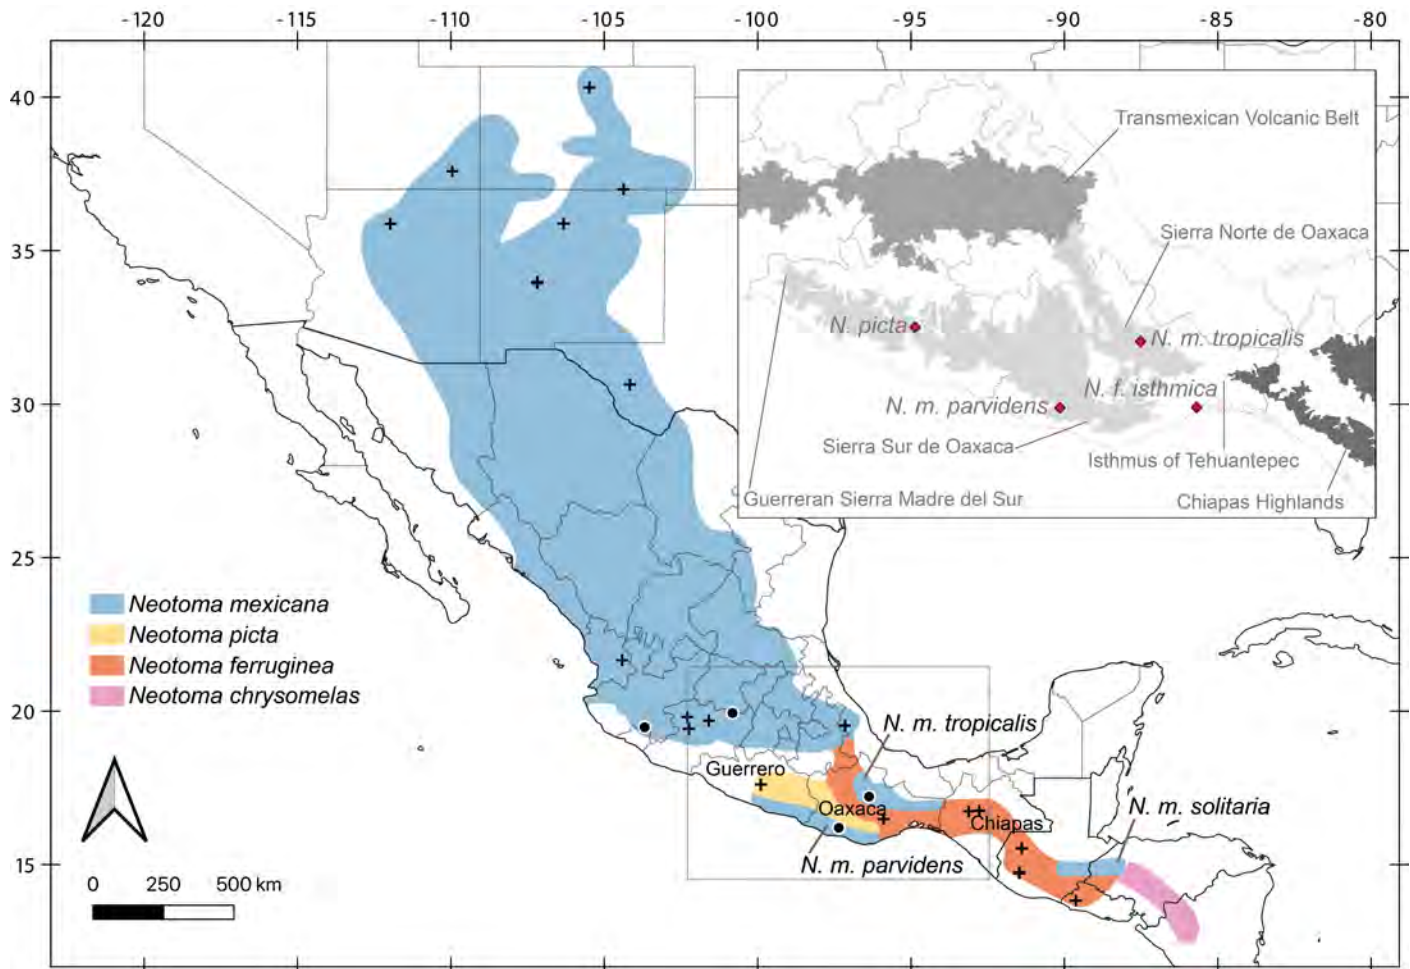 -120
-115
-110
-105
-100
-95
-90
-85
-80
40
35
30
25
20
15
Transmexican Volcanic Belt
Sierra Norte de Oaxaca
N. picta
N. m. tropicalis
N. f. isthmica
N. m. parvidens
Sierra Sur de Oaxaca
Isthmus of Tehuantepec
Guerreran Sierra Madre del Sur
Chiapas Highlands
Neotoma mexicana
Neotoma picta
Neotoma ferruginea
Neotoma chrysomelas
N. m. tropicalis
Guerrero
Oaxaca
Chiapas
N. m. solitaria
N. m. parvidens
0 250 500 km